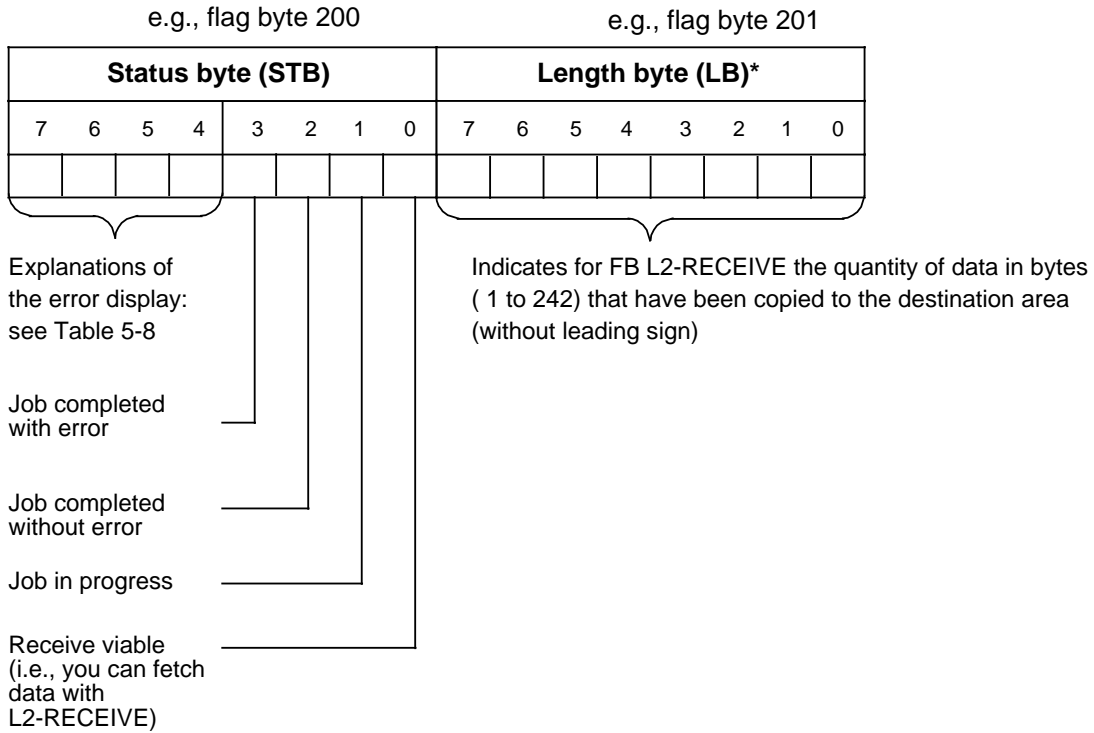 e.g., flag byte 200 e.g., flag byte 201
Status byte (STB) Length byte (LB)*
7 6 5 4 3 2 1 0 7 6 5 4 3 2 1 0
Explanations of
the error display:
see Table 5-8
Indicates for FB L2-RECEIVE the quantity of data in bytes
( 1 to 242) that have been copied to the destination area
(without leading sign)
Job completed
with error
Job completed
without error
Job in progress
Receive viable
(i.e., you can fetch
data with
L2-RECEIVE)